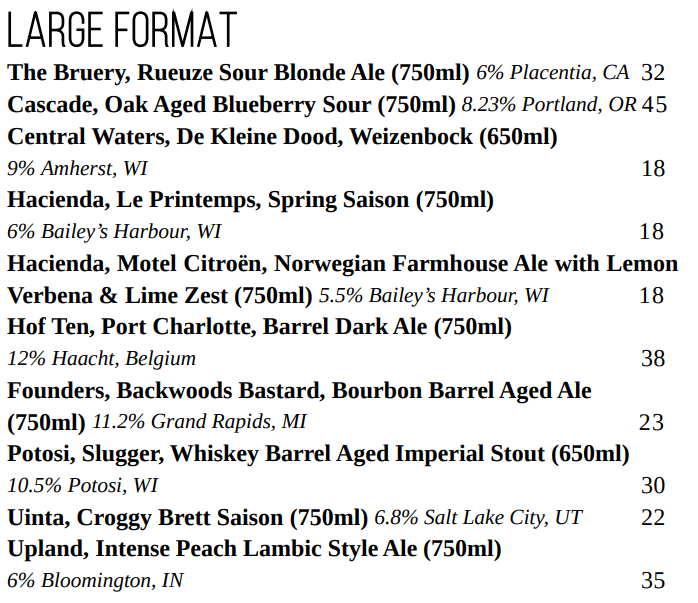 LARGE FORMAT
The Bruery, Rueuze Sour Blonde Ale (750ml) 6% Placentia, CA 32
Cascade, Oak Aged Blueberry Sour (750ml) 8.23% Portland, OR 45
Central Waters, De Kleine Dood, Weizenbock (650ml)
9% Amherst, WI 18
Hacienda, Le Printemps, Spring Saison (750ml)
6% Bailey’s Harbour, WI 18
Hacienda, Motel Citroën, Norwegian Farmhouse Ale with Lemon
Verbena & Lime Zest (750ml) 5.5% Bailey’s Harbour, WI 18
Hof Ten, Port Charlotte, Barrel Dark Ale (750ml)
12% Haacht, Belgium 38
Founders, Backwoods Bastard, Bourbon Barrel Aged Ale
(750ml) 11.2% Grand Rapids, MI 23
Potosi, Slugger, Whiskey Barrel Aged Imperial Stout (650ml)
10.5% Potosi, WI 30
Uinta, Croggy Brett Saison (750ml) 6.8% Salt Lake City, UT 22
Upland, Intense Peach Lambic Style Ale (750ml)
6% Bloomington, IN 35